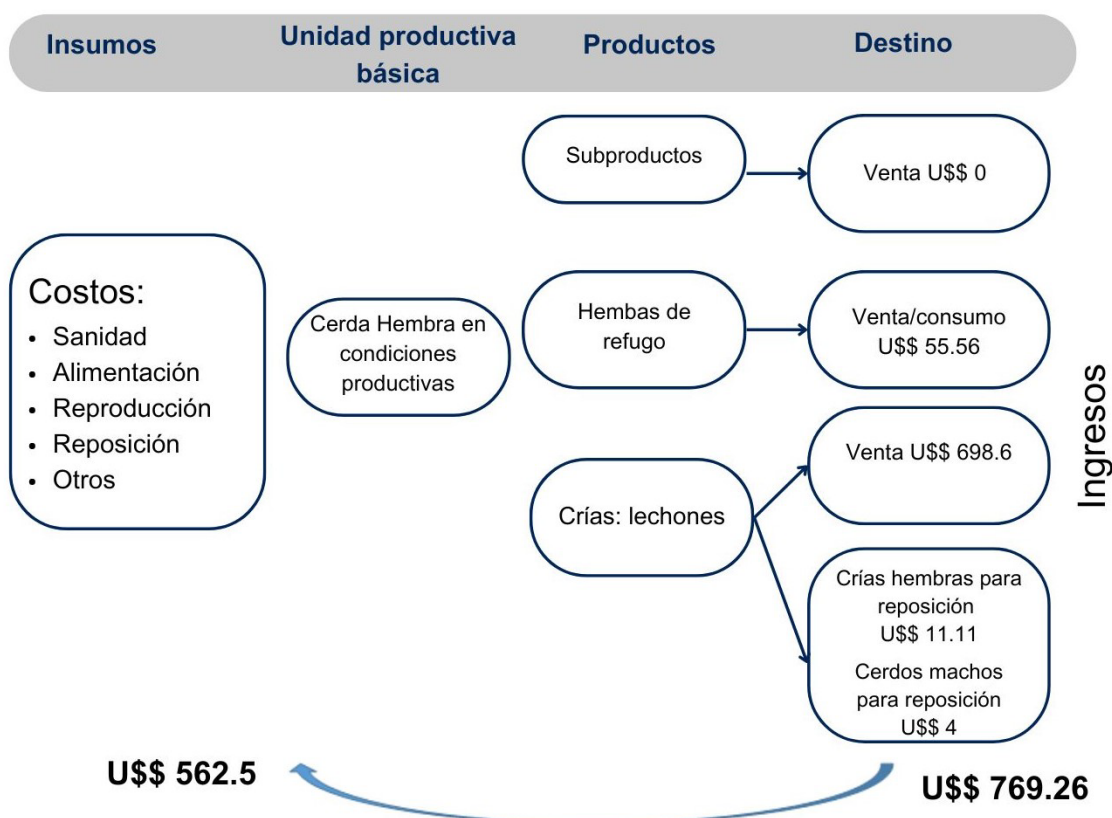 Insumos
Unidad productiva
básica
Productos
Destino
Subproductos
Venta U$$ 0
Costos:
• Sanidad
• Alimentación
• Reproducción
• Reposición
• Otros
Cerda Hembra en
condiciones
productivas
Hembas de
refugo
Venta/consumo
U$$ 55.56
Crías: lechones
Venta U$$ 698.6
Crías hembras para
reposición
U$$ 11.11
Cerdos machos
para reposición
U$$ 4
Ingresos
U$$ 562.5
U$$ 769.26